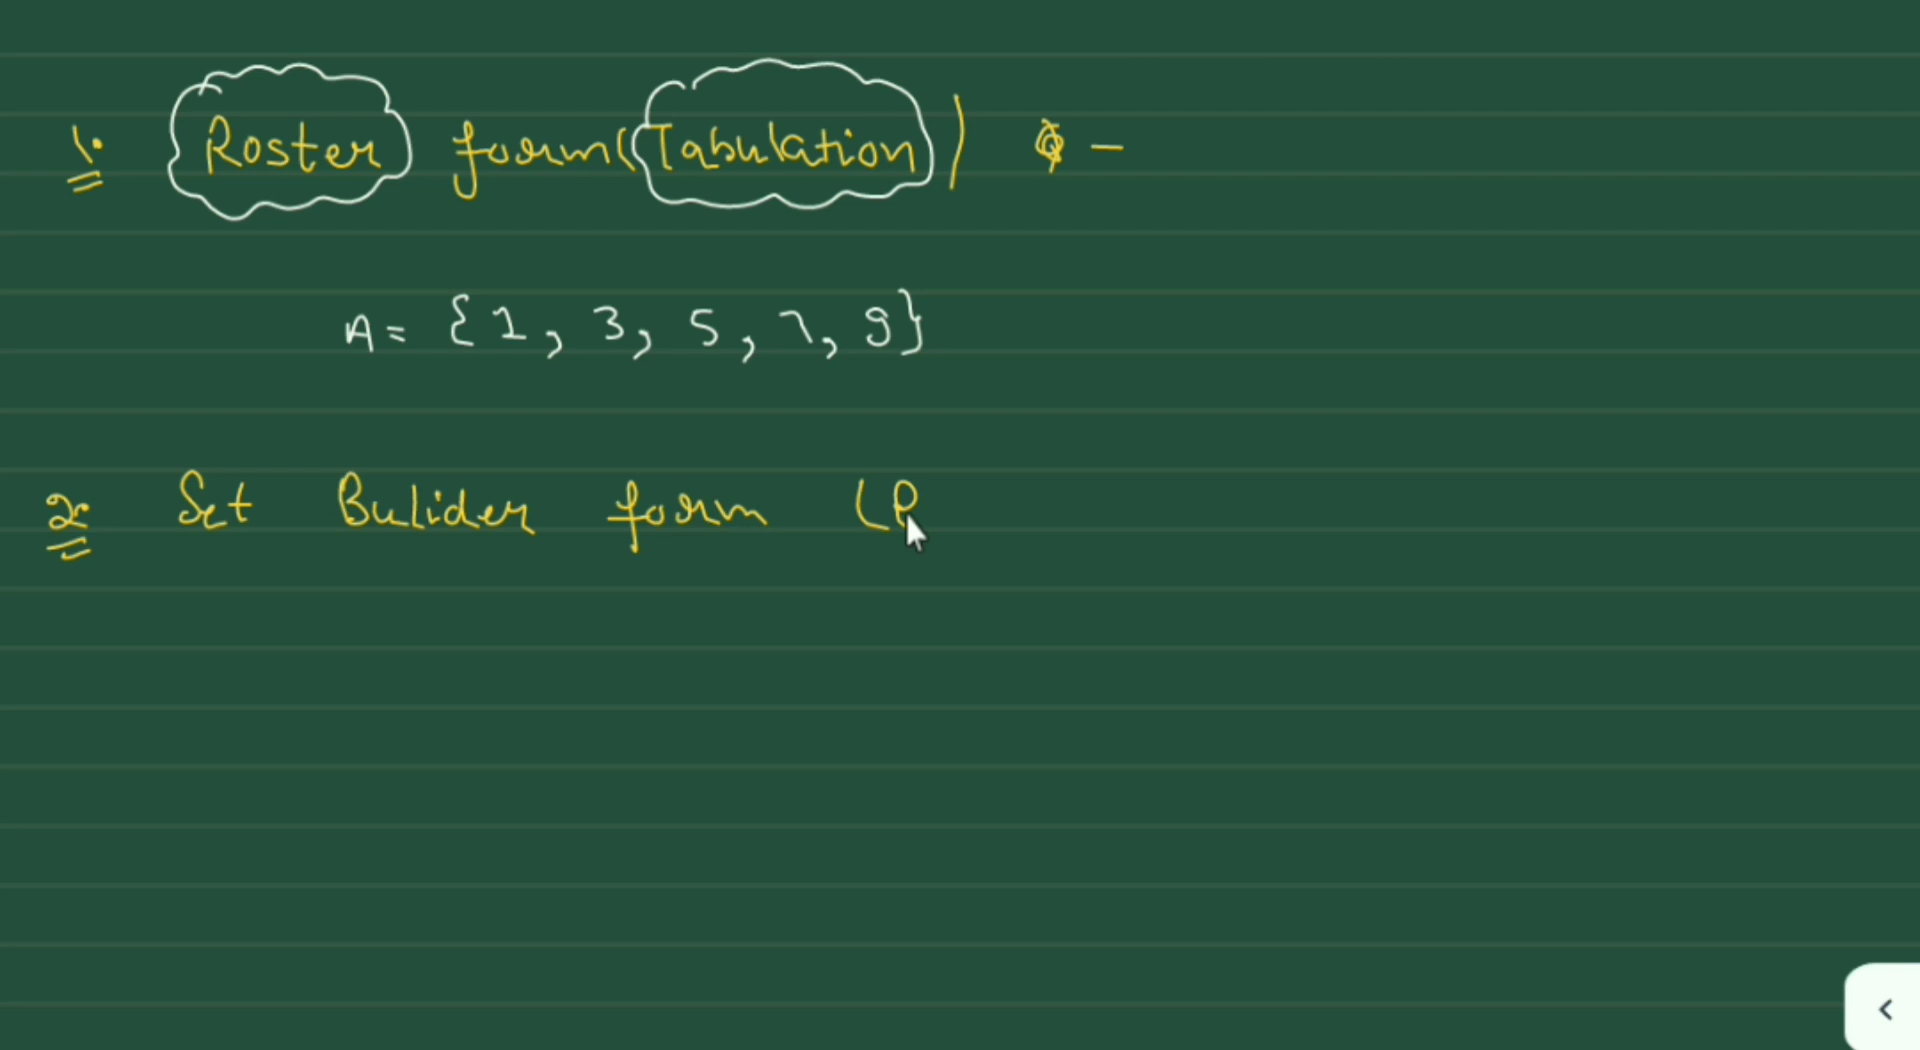 1. Roster form (Tabulation) :-
A = {1, 3, 5, 7, 9}
2. Set Bulider form (P